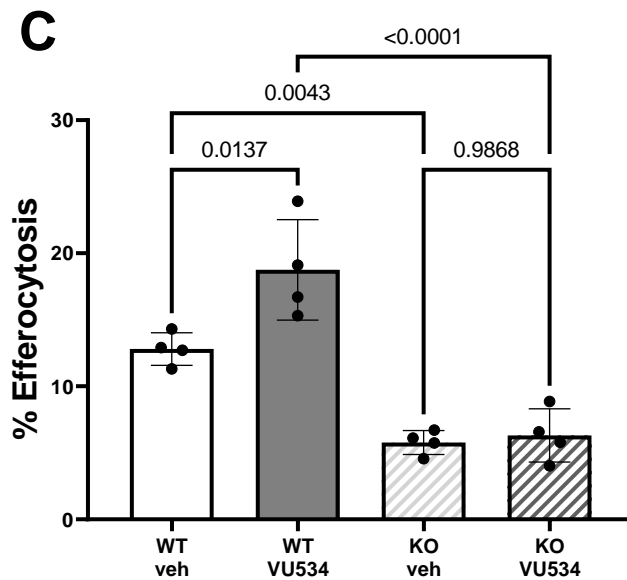 C
<0.0001
0.0043
0.0137
0.9868
% Efferocytosis
30
20
10
0
WT
veh
WT
VU534
KO
veh
KO
VU534